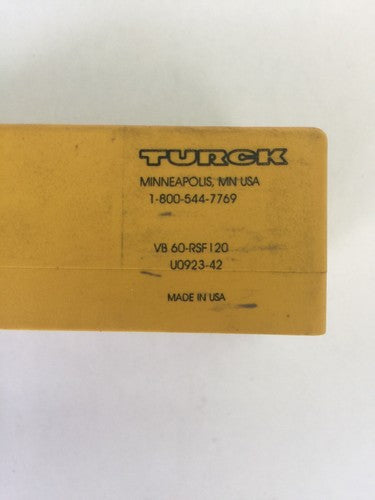 TURCK
MINNEAPOLIS, MN USA
1-800-544-7769
VB 60-RSF120
U0923-42
MADE IN USA